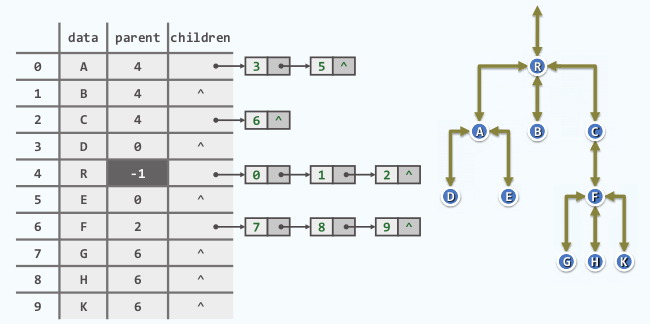 data parent children
0 A 4 3 5 ^
1 B 4 ^
2 C 4 6 ^
3 D 0 ^
4 R -1 0 1 2 ^
5 E 0 ^
6 F 2 7 8 9 ^
7 G 6 ^
8 H 6 ^
9 K 6 ^
R
A B C
D E F
G H K